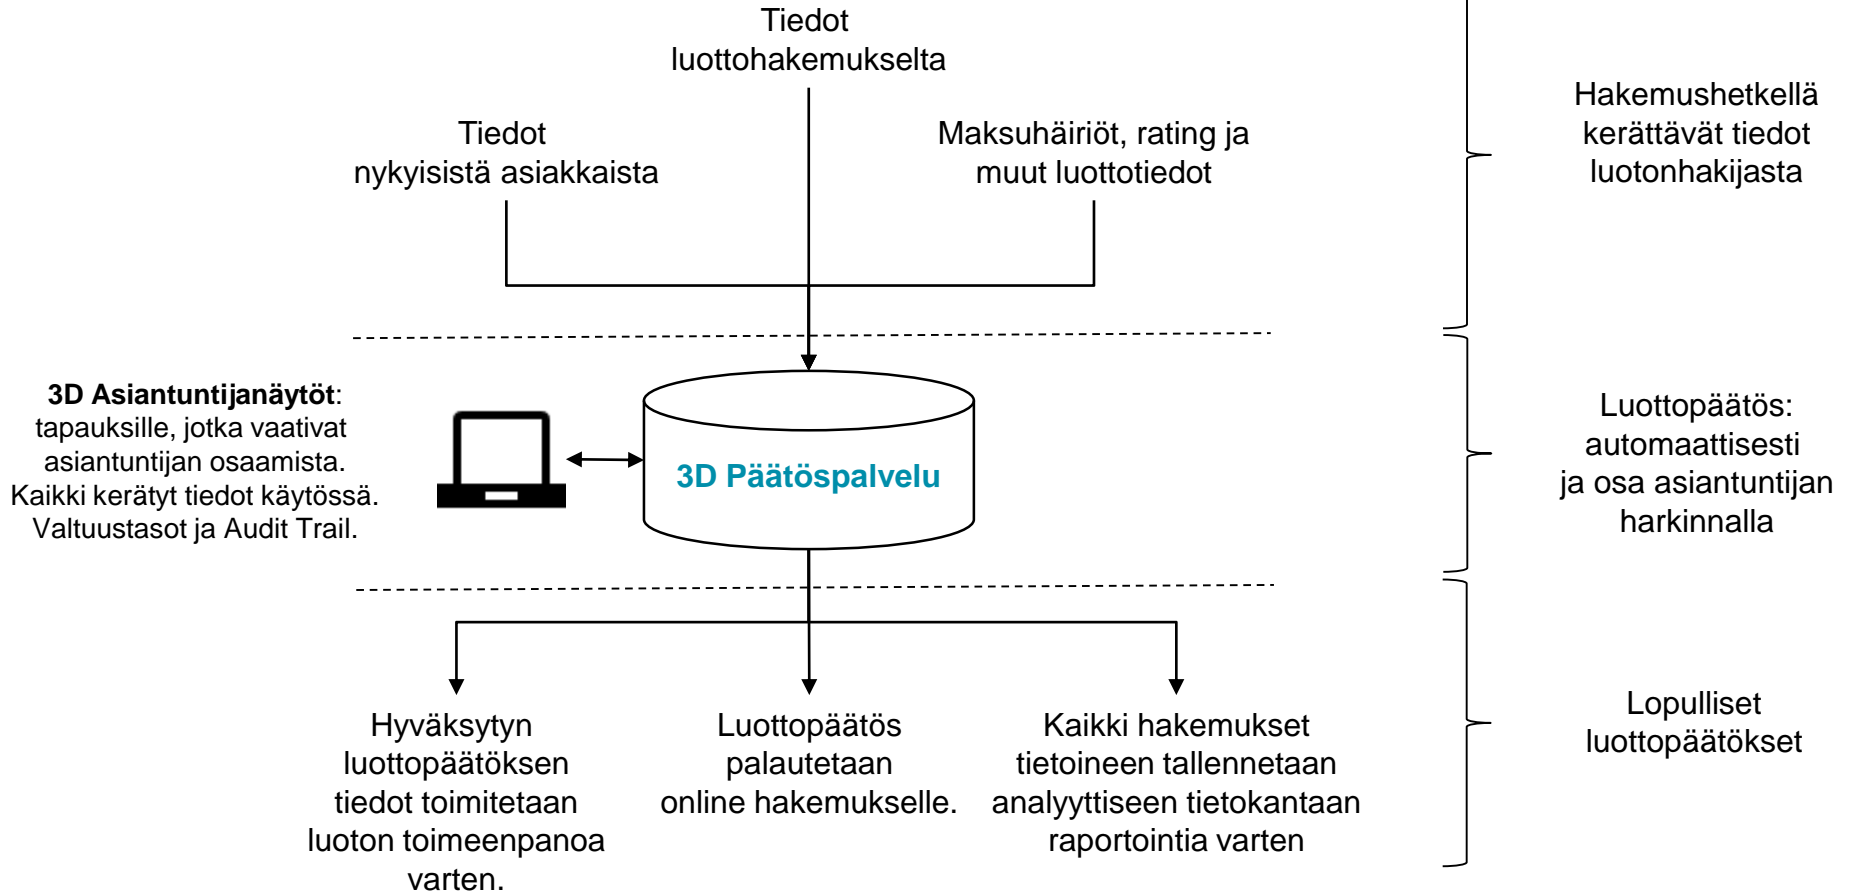 Tiedot
luottohakemukselta
Tiedot
nykyisistä asiakkaista
Maksuhäiriöt, rating ja
muut luottotiedot
Hakemushetkellä
kerättävät tiedot
luotonhakijasta
3D Asiantuntijanäytöt:
tapauksille, jotka vaativat
asiantuntijan osaamista.
Kaikki kerätyt tiedot käytössä.
Valtuustasot ja Audit Trail.
3D Päätöspalvelu
Luottopäätös:
automaattisesti
ja osa asiantuntijan
harkinnalla
Hyväksytyn
luottopäätöksen
tiedot toimitetaan
luoton toimeenpanoa
varten.
Luottopäätös
palautetaan
online hakemukselle.
Kaikki hakemukset
tietoineen tallennetaan
analyyttiseen tietokantaan
raportointia varten
Lopulliset
luottopäätökset